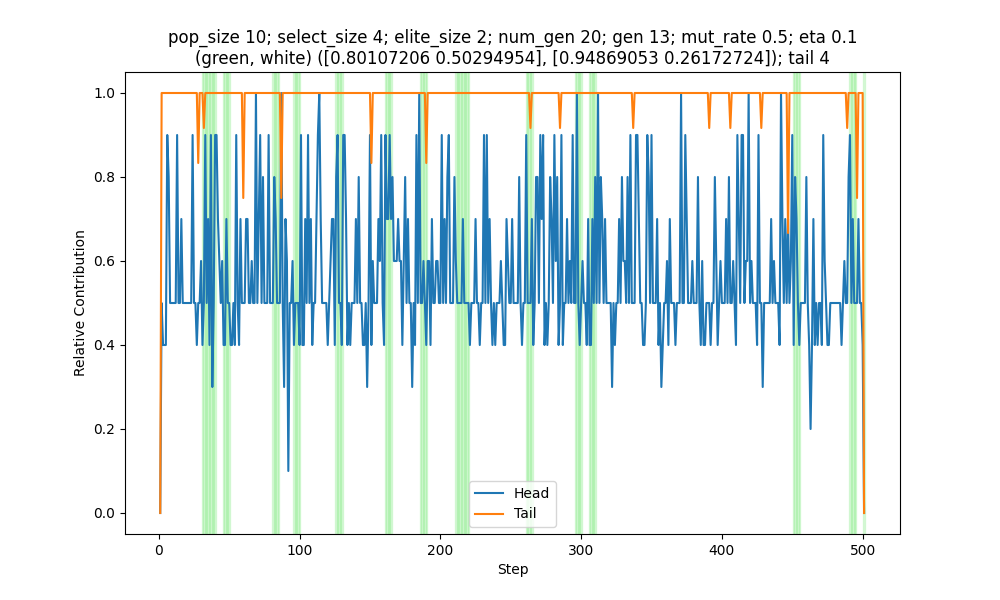 pop_size 10; select_size 4; elite_size 2; num_gen 20; gen 13; mut_rate 0.5; eta 0.1
(green, white) ([0.80107206 0.50294954], [0.94869053 0.26172724]); tail 4
1.0
0.8
0.6
0.4
0.2
0.0
Relative Contribution
Head
Tail
0
100
200
300
400
500
Step